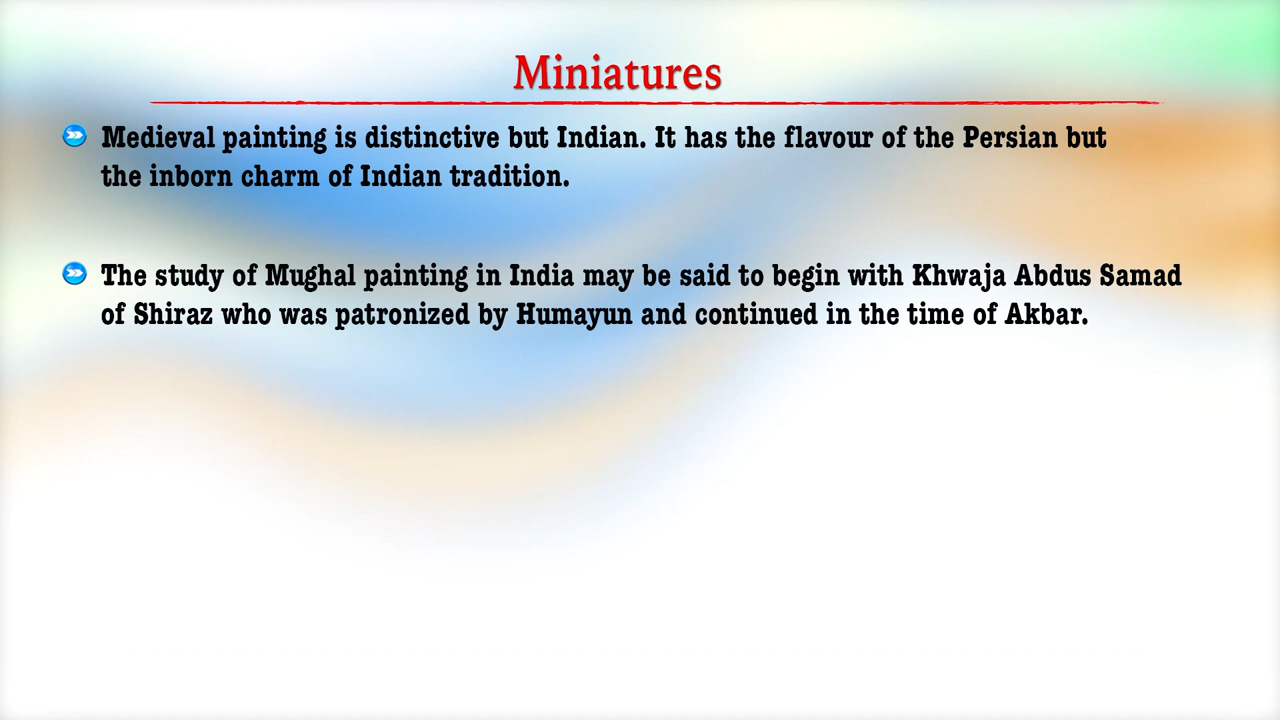 Miniatures
Medieval painting is distinctive but Indian. It has the flavour of the Persian but
the inborn charm of Indian tradition.
The study of Mughal painting in India may be said to begin with Khwaja Abdus Samad
of Shiraz who was patronized by Humayun and continued in the time of Akbar.